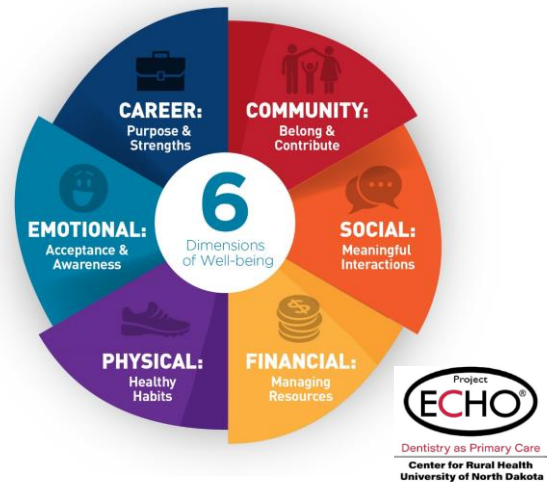 CAREER:
Purpose &
Strengths
COMMUNITY:
Belong &
Contribute
EMOTIONAL:
Acceptance &
Awareness
6
Dimensions
of Well-being
SOCIAL:
Meaningful
Interactions
PHYSICAL:
Healthy
Habits
FINANCIAL:
Managing
Resources
Project
ECHO®
Dentistry as Primary Care
Center for Rural Health
University of North Dakota